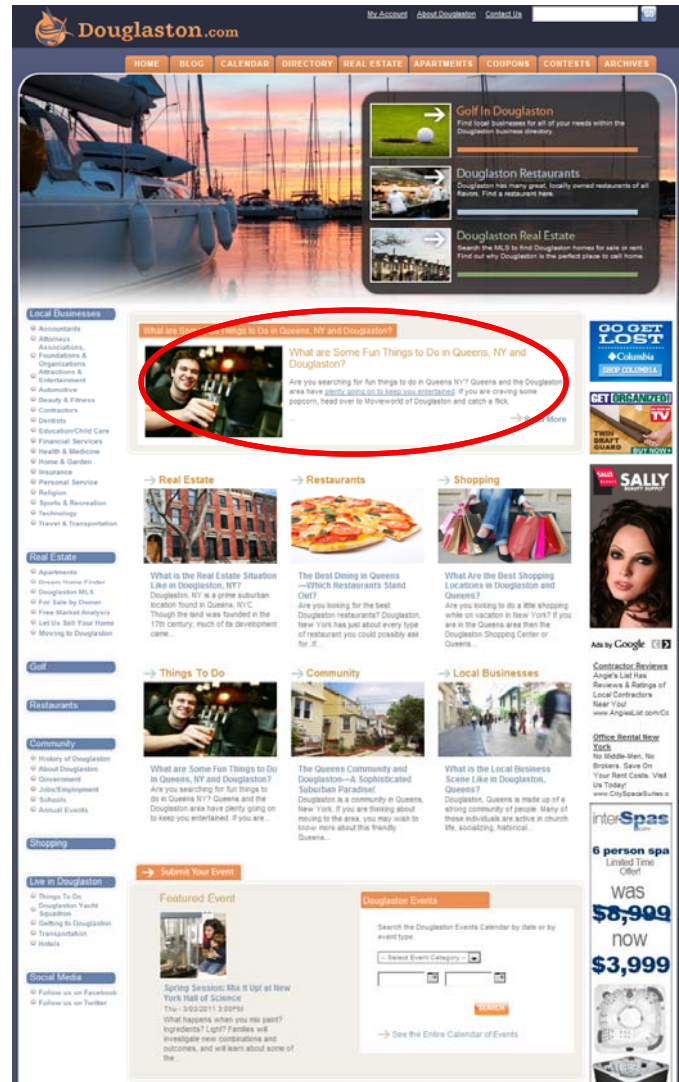 My Account About Douglaston Contact Us
GO
Douglaston.com
HOME BLOG CALENDAR DIRECTORY REAL ESTATE APARTMENTS COUPONS CONTESTS ARCHIVES
Golf In Douglaston
Find local businesses for all of your needs within the
Douglaston business directory.
Douglaston Restaurants
Douglaston has many great, locally owned restaurants of all
flavors. Find a restaurant here.
Douglaston Real Estate
Search the MLS to find Douglaston homes for sale or rent.
Find out why Douglaston is the perfect place to call home.
Local Businesses
Accountants
Attorneys
Associations,
Foundations &
Organisations
Attractions &
Entertainment
Automotive
Beauty & Fitness
Contractors
Dentists
Education/Child Care
Financial Services
Health & Medicine
Home & Garden
Insurance
Personal Service
Religion
Sports & Recreation
Technology
Travel & Transportation
Real Estate
Apartments
Dream Home Finder
Douglaston MLS
For Sale by Owner
Free Market Analysis
Let Us Sell Your Home
Moving to Douglaston
Golf
Restaurants
Community
History of Douglaston
About Douglaston
Government
Jobs/Employment
Schools
Annual Events
Shopping
Live in Douglaston
Things To Do
Douglaston Yacht
Squadron
Getting to Douglaston
Transportation
Hotels
Social Media
Follow us on Facebook
Follow us on Twitter
What are Some Fun Things to Do in Queens, NY and Douglaston?
What are Some Fun Things to Do in Queens, NY and
Douglaston?
Are you searching for fun things to do in Queens NY? Queens and the Douglaston
area have plenty going on to keep you entertained. If you are craving some
popcorn, head over to Movieworld of Douglaston and catch a flick.
...
Read More
Real Estate
What is the Real Estate Situation
Like in Douglaston, NY?
Douglaston, NY is a prime suburban
location found in Queens, NYC.
Though the land was founded in the
17th century, much of its development
came...
Restaurants
The Best Dining in Queens
—Which Restaurants Stand
Out?
Are you looking for the best
Douglaston restaurants? Douglaston,
New York has just about every type
of restaurant you could possibly ask
for. If...
Shopping
What Are the Best Shopping
Locations in Douglaston and
Queens?
Are you looking to do a little shopping
while on vacation in New York? If you
are in the Queens area then the
Douglaston Shopping Center or
Queens...
Things To Do
What are Some Fun Things to Do
in Queens, NY and Douglaston?
Are you searching for fun things to
do in Queens NY? Queens and the
Douglaston area have plenty going on
to keep you entertained. If you are...
Community
The Queens Community and
Douglaston—A Sophisticated
Suburban Paradise!
Douglaston is a community in Queens,
New York. If you are thinking about
moving to the area, you may wish to
know more about this friendly
Queens...
Local Businesses
What is the Local Business
Scene Like in Douglaston,
Queens?
Douglaston, Queens is made up of a
strong community of people. Many of
these individuals are active in church
life, socializing, historical...
Submit Your Event
Featured Event
Spring Session: Mix It Up! at New
York Hall of Science
Thu - 3/03/2011 3:00PM
What happens when you mix paint?
Ingredients? Light? Families will
investigate new combinations and
outcomes, and will learn about some of
the...
Douglaston Events
Search the Douglaston Events Calendar by date or by
event type.
-- Select Event Category --
SEARCH
See the Entire Calendar of Events
GO GET
LOST
Columbia
SHOP COLUMBIA
GET ORGANIZED!
AS SEEN ON
TV
TWIN
DRAFT
GUARD
BUY NOW
SALLY
BEAUTY SUPPLY
Ads by Google
Contractor Reviews
Angie's List Has
Reviews & Ratings of
Local Contractors
Near You!
www.AngiesList.com/Co
Office Rental New
York
No Middle-Men, No
Brokers. Save On
Your Rent Costs. Visit
Us Today!
www.CitySpaceSuites.c
interSpas
.com
6 person spa
Limited Time
Offer!
was
$8,999
now
$3,999